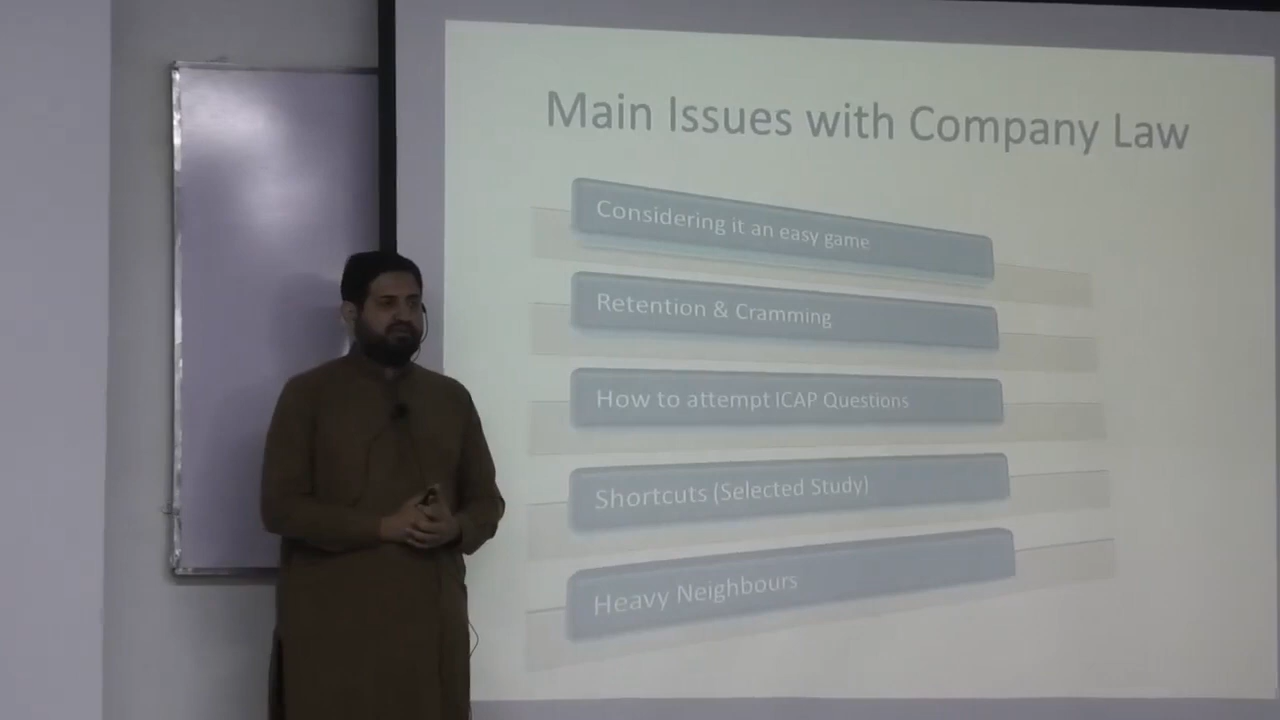 Main Issues with Company Law
Considering it an easy game
Retention & Cramming
How to attempt ICAP Questions
Shortcuts (Selected Study)
Heavy Neighbours